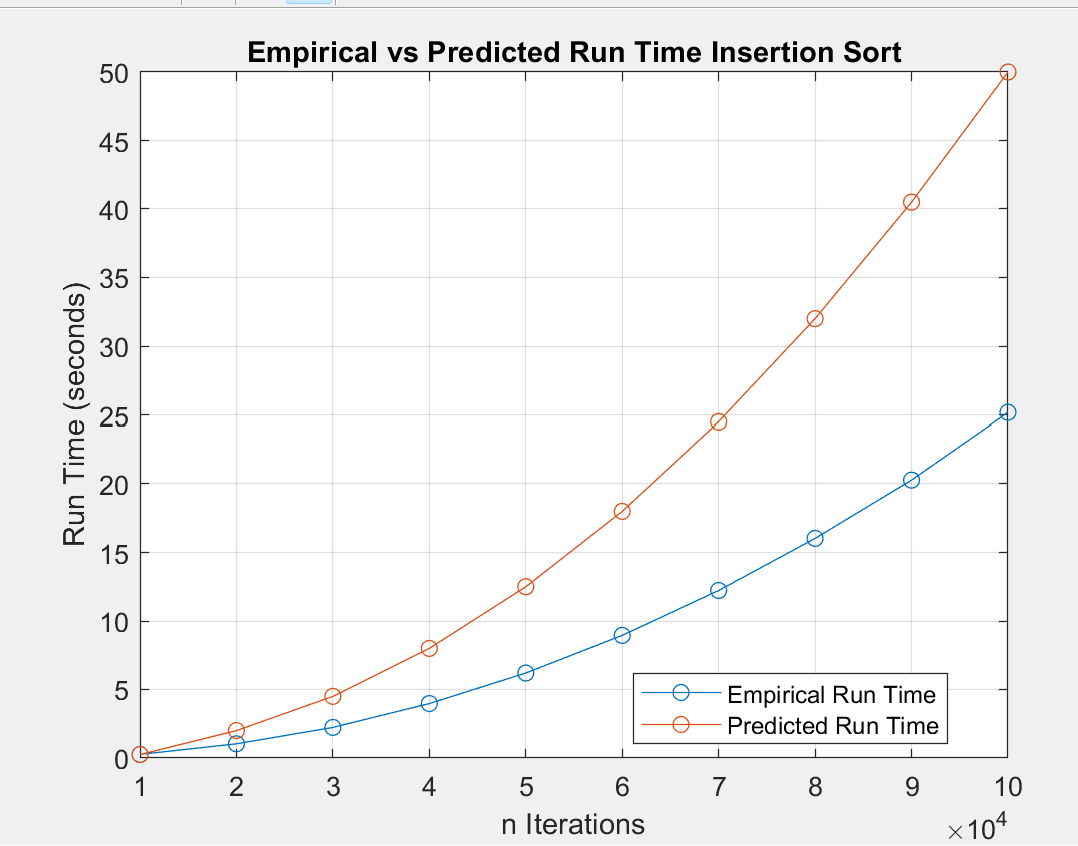 Empirical vs Predicted Run Time Insertion Sort
50
45
40
35
30
25
20
15
10
5
0
Run Time (seconds)
Empirical Run Time
Predicted Run Time
1 2 3 4 5 6 7 8 9 10
n Iterations
×10⁴